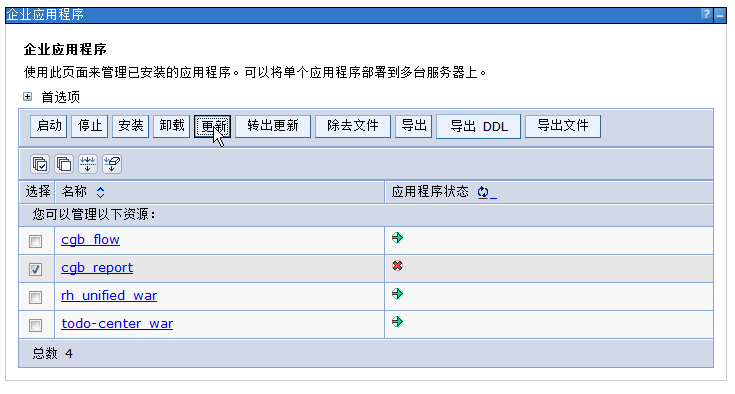 企业应用程序 ? –
企业应用程序
使用此页面来管理已安装的应用程序。可以将单个应用程序部署到多台服务器上。
首选项
启动 停止 安装 卸载 更新 转出更新 除去文件 导出 导出 DDL 导出文件
选择 名称 应用程序状态
您可以管理以下资源：
cgb_flow
cgb_report
rh_unified_war
todo-center_war
总数 4